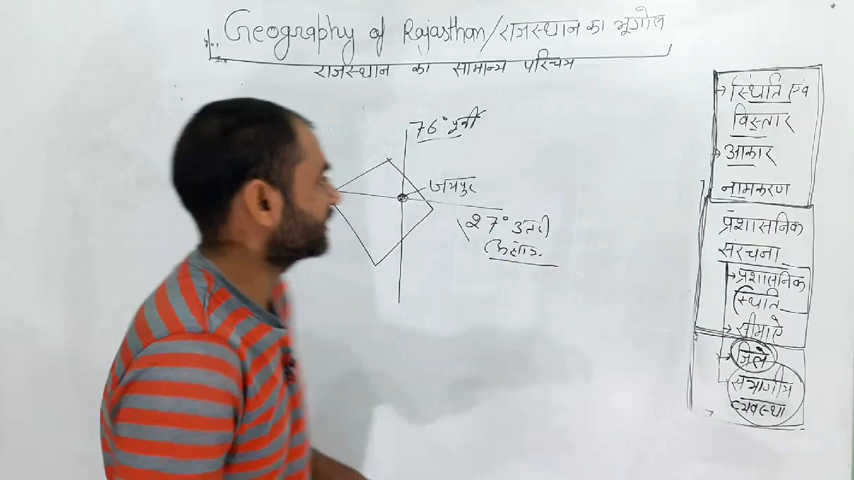 Geography of Rajasthan/राजस्थान का भूगोल
राजस्थान का सामान्य परिचय
76° पूर्वी
जयपुर
27° उत्तरी
अक्षांश
स्थिति एवं
विस्तार
आकार
नामकरण
प्रशासनिक
संरचना
प्रशासनिक
स्थिति
सीमाऐ
जिले
संभागीय
व्यवस्था